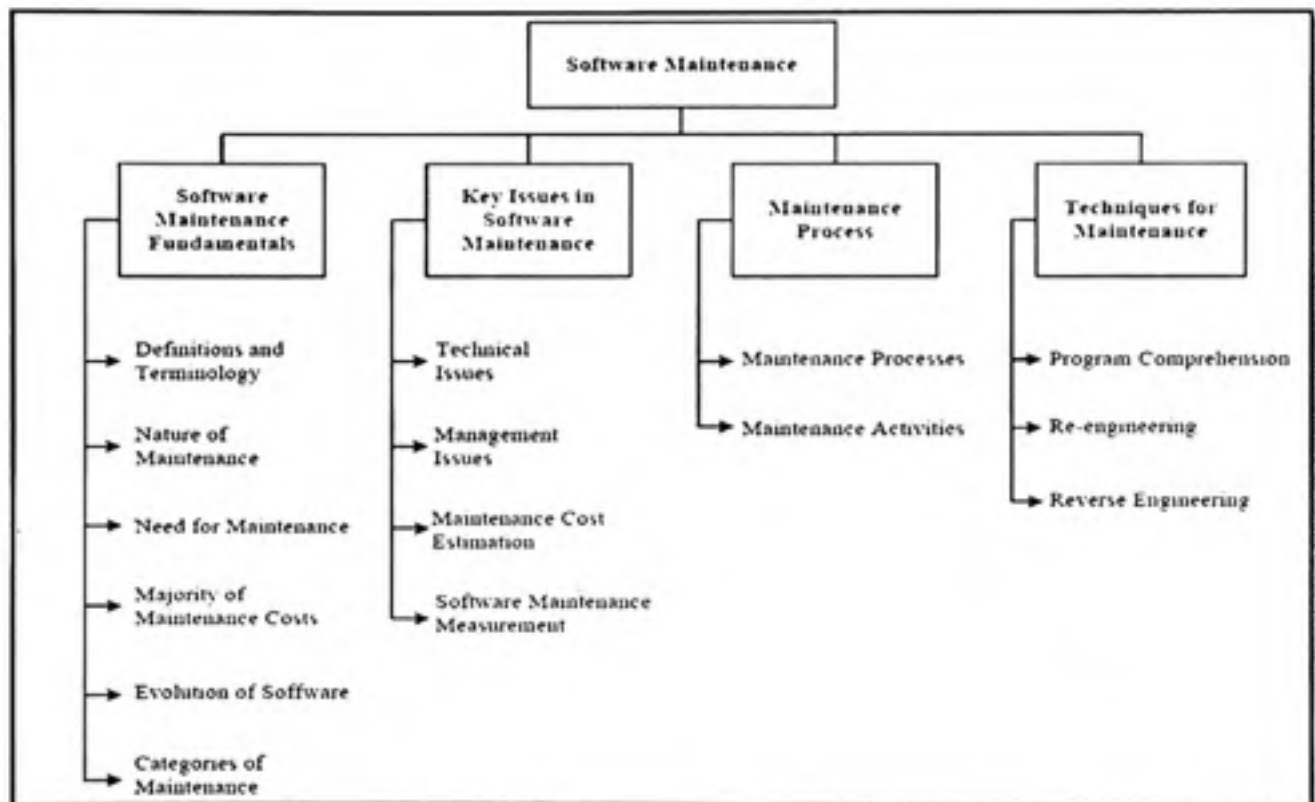 Software Maintenance
Software
Maintenance
Fundamentals
Key Issues in
Software
Maintenance
Maintenance
Process
Techniques for
Maintenance
Definitions and
Terminology
Nature of
Maintenance
Need for Maintenance
Majority of
Maintenance Costs
Evolution of Soffware
Categories of
Maintenance
Technical
Issues
Management
Issues
Maintenance Cost
Estimation
Software Maintenance
Measurement
Maintenance Processes
Maintenance Activities
Program Comprehension
Re-engineering
Reverse Engineering